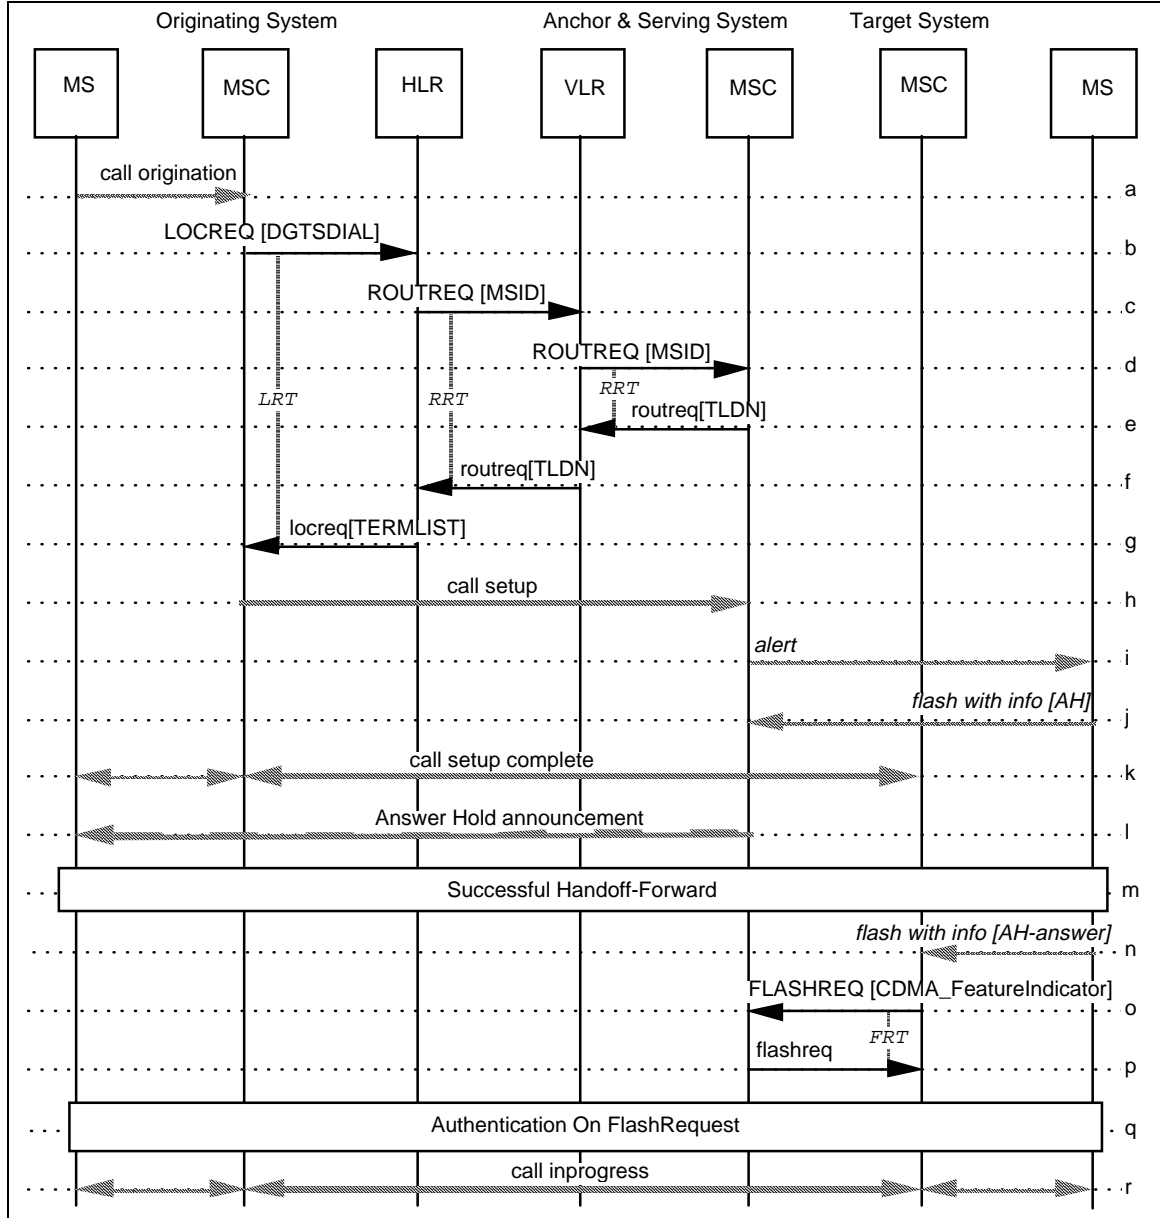 Originating System Anchor & Serving System Target System
MS MSC HLR VLR MSC MSC MS
call origination a
LOCREQ [DGTSDIAL] b
ROUTREQ [MSID] c
ROUTREQ [MSID] d
LRT RRT RRT
routreq[TLDN] e
routreq[TLDN] f
locreq[TERMLIST] g
call setup h
alert i
flash with info [AH] j
call setup complete k
Answer Hold announcement l
Successful Handoff-Forward m
flash with info [AH-answer] n
FLASHREQ [CDMA_FeatureIndicator] o
FRT
flashreq p
Authentication On FlashRequest q
call inprogress r